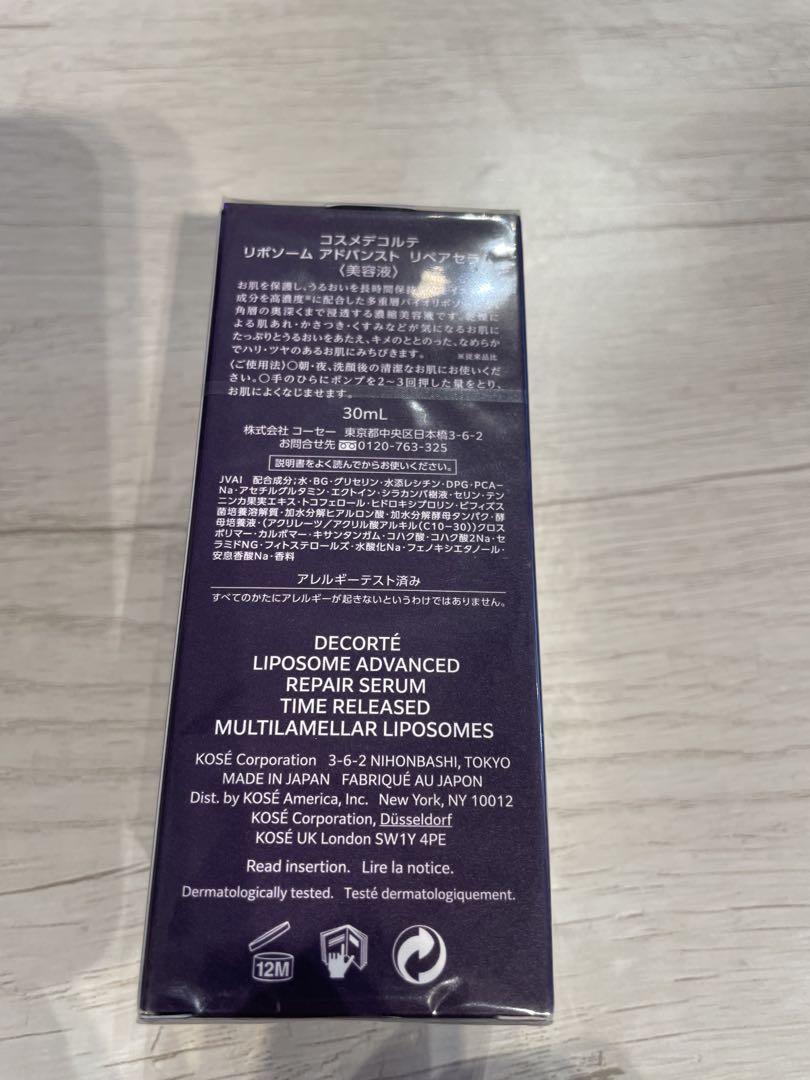 コスメデコルテ
リポソーム アドバンスト リペアセラ
〈美容液〉
お肌を保護し、うるおいを長時間保持
成分を高濃度※に配合した多重層バイオリポソ
角層の奥深くまで浸透する濃縮美容液です。乾燥に
よる肌あれ・かさつき・くすみなどが気になるお肌に
たっぷりとうるおいをあたえ、キメのととのった、なめらか
でハリ・ツヤのあるお肌にみちびきます。 ※従来品比
〈ご使用法〉〇朝・夜、洗顔後の清潔なお肌にお使いくだ
さい。〇手のひらにポンプを2～3回押した量をとり、
お肌によくなじませます。
30mL
株式会社 コーセー 東京都中央区日本橋3-6-2
お問合せ先 0120-763-325
説明書をよく読んでからお使いください。
JVAI 配合成分;水・BG・グリセリン・水添レシチン・DPG・PCA-
Na・アセチルグルタミン・エクトイン・シラカンバ樹液・セリン・テン
ニンカ果実エキス・トコフェロール・ヒドロキシプロリン・ビフィズス
菌培養溶解質・加水分解ヒアルロン酸・加水分解酵母タンパク・酵
母培養液・(アクリレーツ/アクリル酸アルキル(C10-30))クロス
ポリマー・カルボマー・キサンタンガム・コハク酸・コハク酸2Na・セ
ラミドNG・フィトステロールズ・水酸化Na・フェノキシエタノール・
安息香酸Na・香料
アレルギーテスト済み
すべてのかたにアレルギーが起きないというわけではありません。
DECORTÉ
LIPOSOME ADVANCED
REPAIR SERUM
TIME RELEASED
MULTILAMELLAR LIPOSOMES
KOSÉ Corporation 3-6-2 NIHONBASHI, TOKYO
MADE IN JAPAN FABRIQUÉ AU JAPON
Dist. by KOSÉ America, Inc. New York, NY 10012
KOSÉ Corporation, Düsseldorf
KOSÉ UK London SW1Y 4PE
Read insertion. Lire la notice.
Dermatologically tested. Testé dermatologiquement.
12M